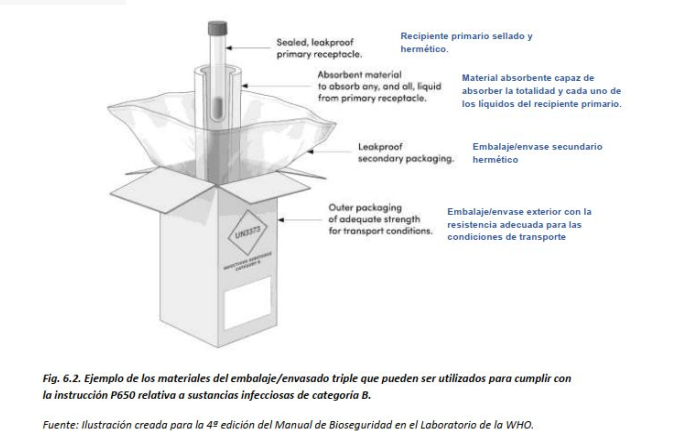 Sealed, leakproof
primary receptacle.
Recipiente primario sellado y
hermético.
Absorbent material
to absorb any, and all, liquid
from primary receptacle.
Material absorbente capaz de
absorber la totalidad y cada uno de
los líquidos del recipiente primario.
Leakproof
secondary packaging.
Embalaje/envase secundario
hermético
Outer packaging
of adequate strength
for transport conditions.
Embalaje/envase exterior con la
resistencia adecuada para las
condiciones de transporte
UN3373
INFECTIOUS SUBSTANCE
CATEGORY B
Fig. 6.2. Ejemplo de los materiales del embalaje/envasado triple que pueden ser utilizados para cumplir con
la instrucción P650 relativa a sustancias infecciosas de categoría B.
Fuente: Ilustración creada para la 4ª edición del Manual de Bioseguridad en el Laboratorio de la WHO.